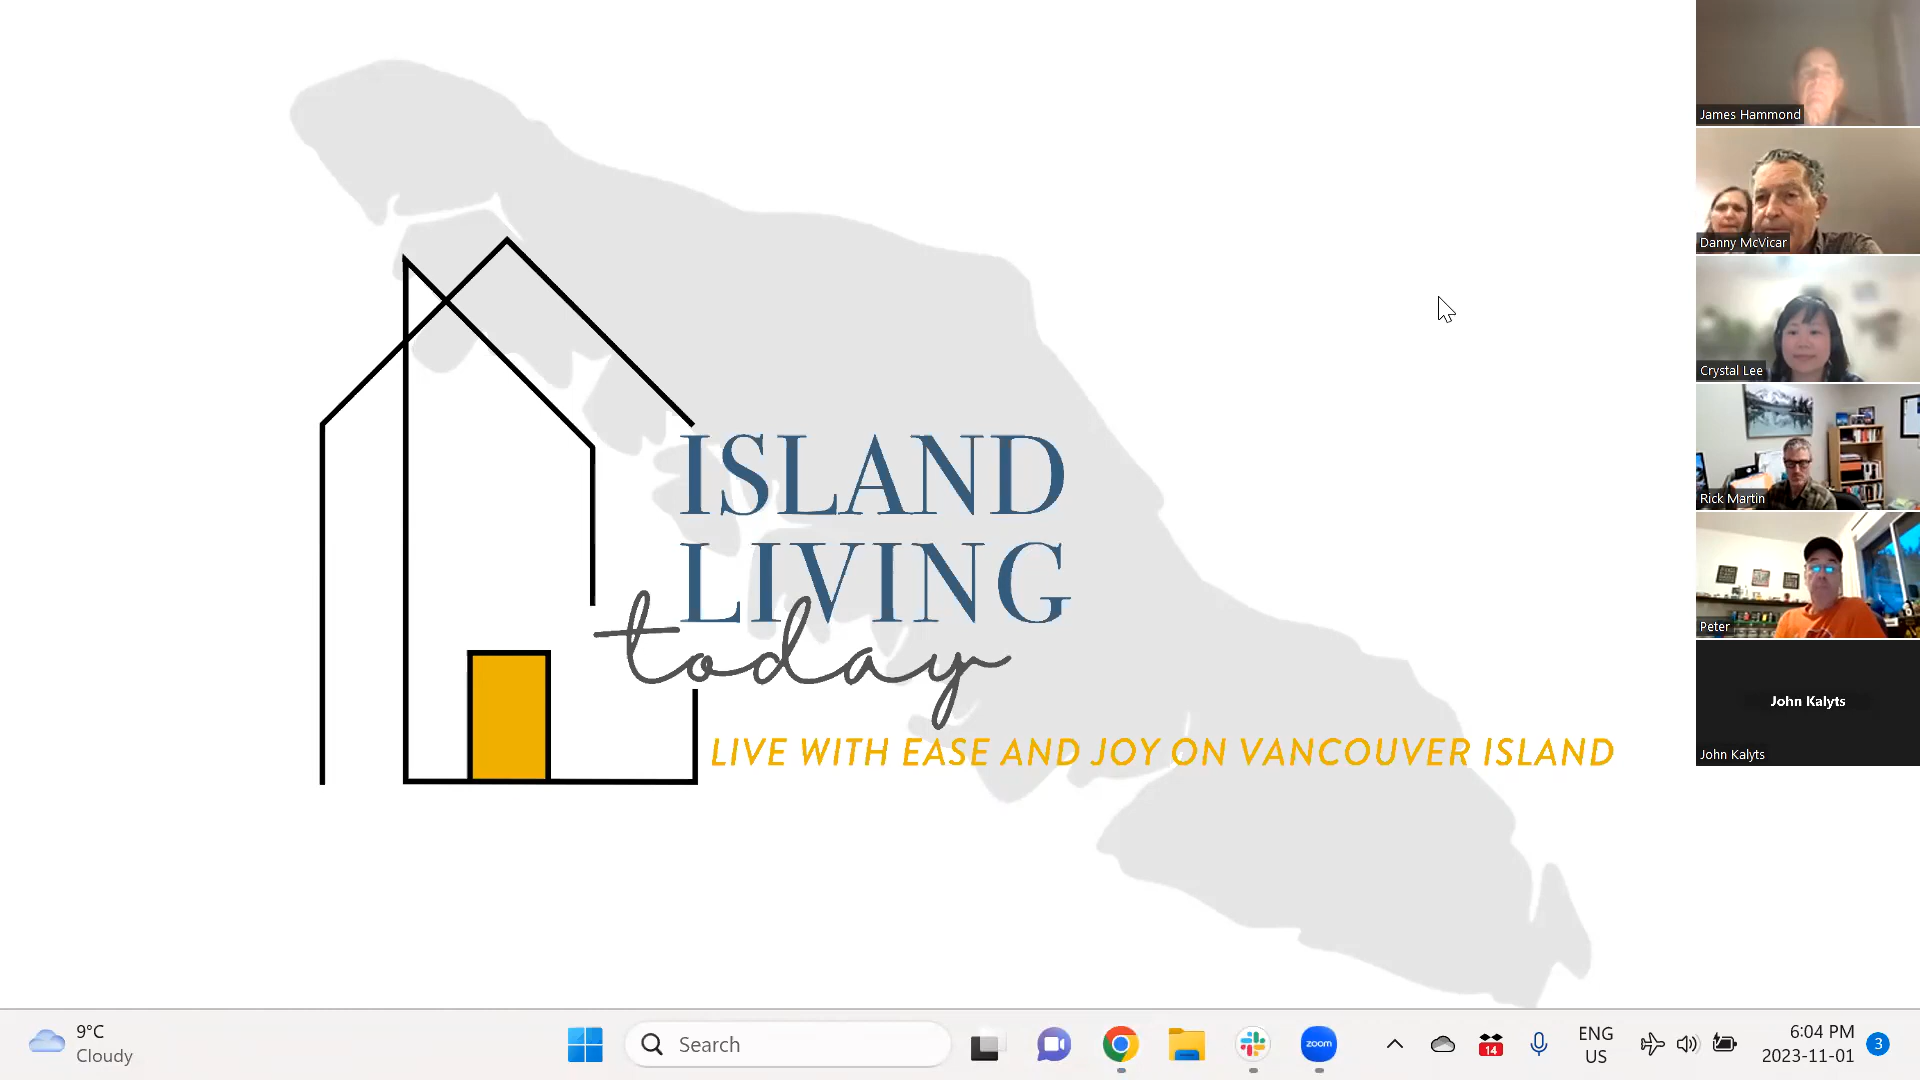 James Hammond
Danny McVicar
Crystal Lee
Rick Martin
Peter
John Kalyts
John Kalyts
ISLAND
LIVING
today
LIVE WITH EASE AND JOY ON VANCOUVER ISLAND
9°C
Cloudy
Search
zoom
14
ENG
US
6:04 PM
2023-11-01
3